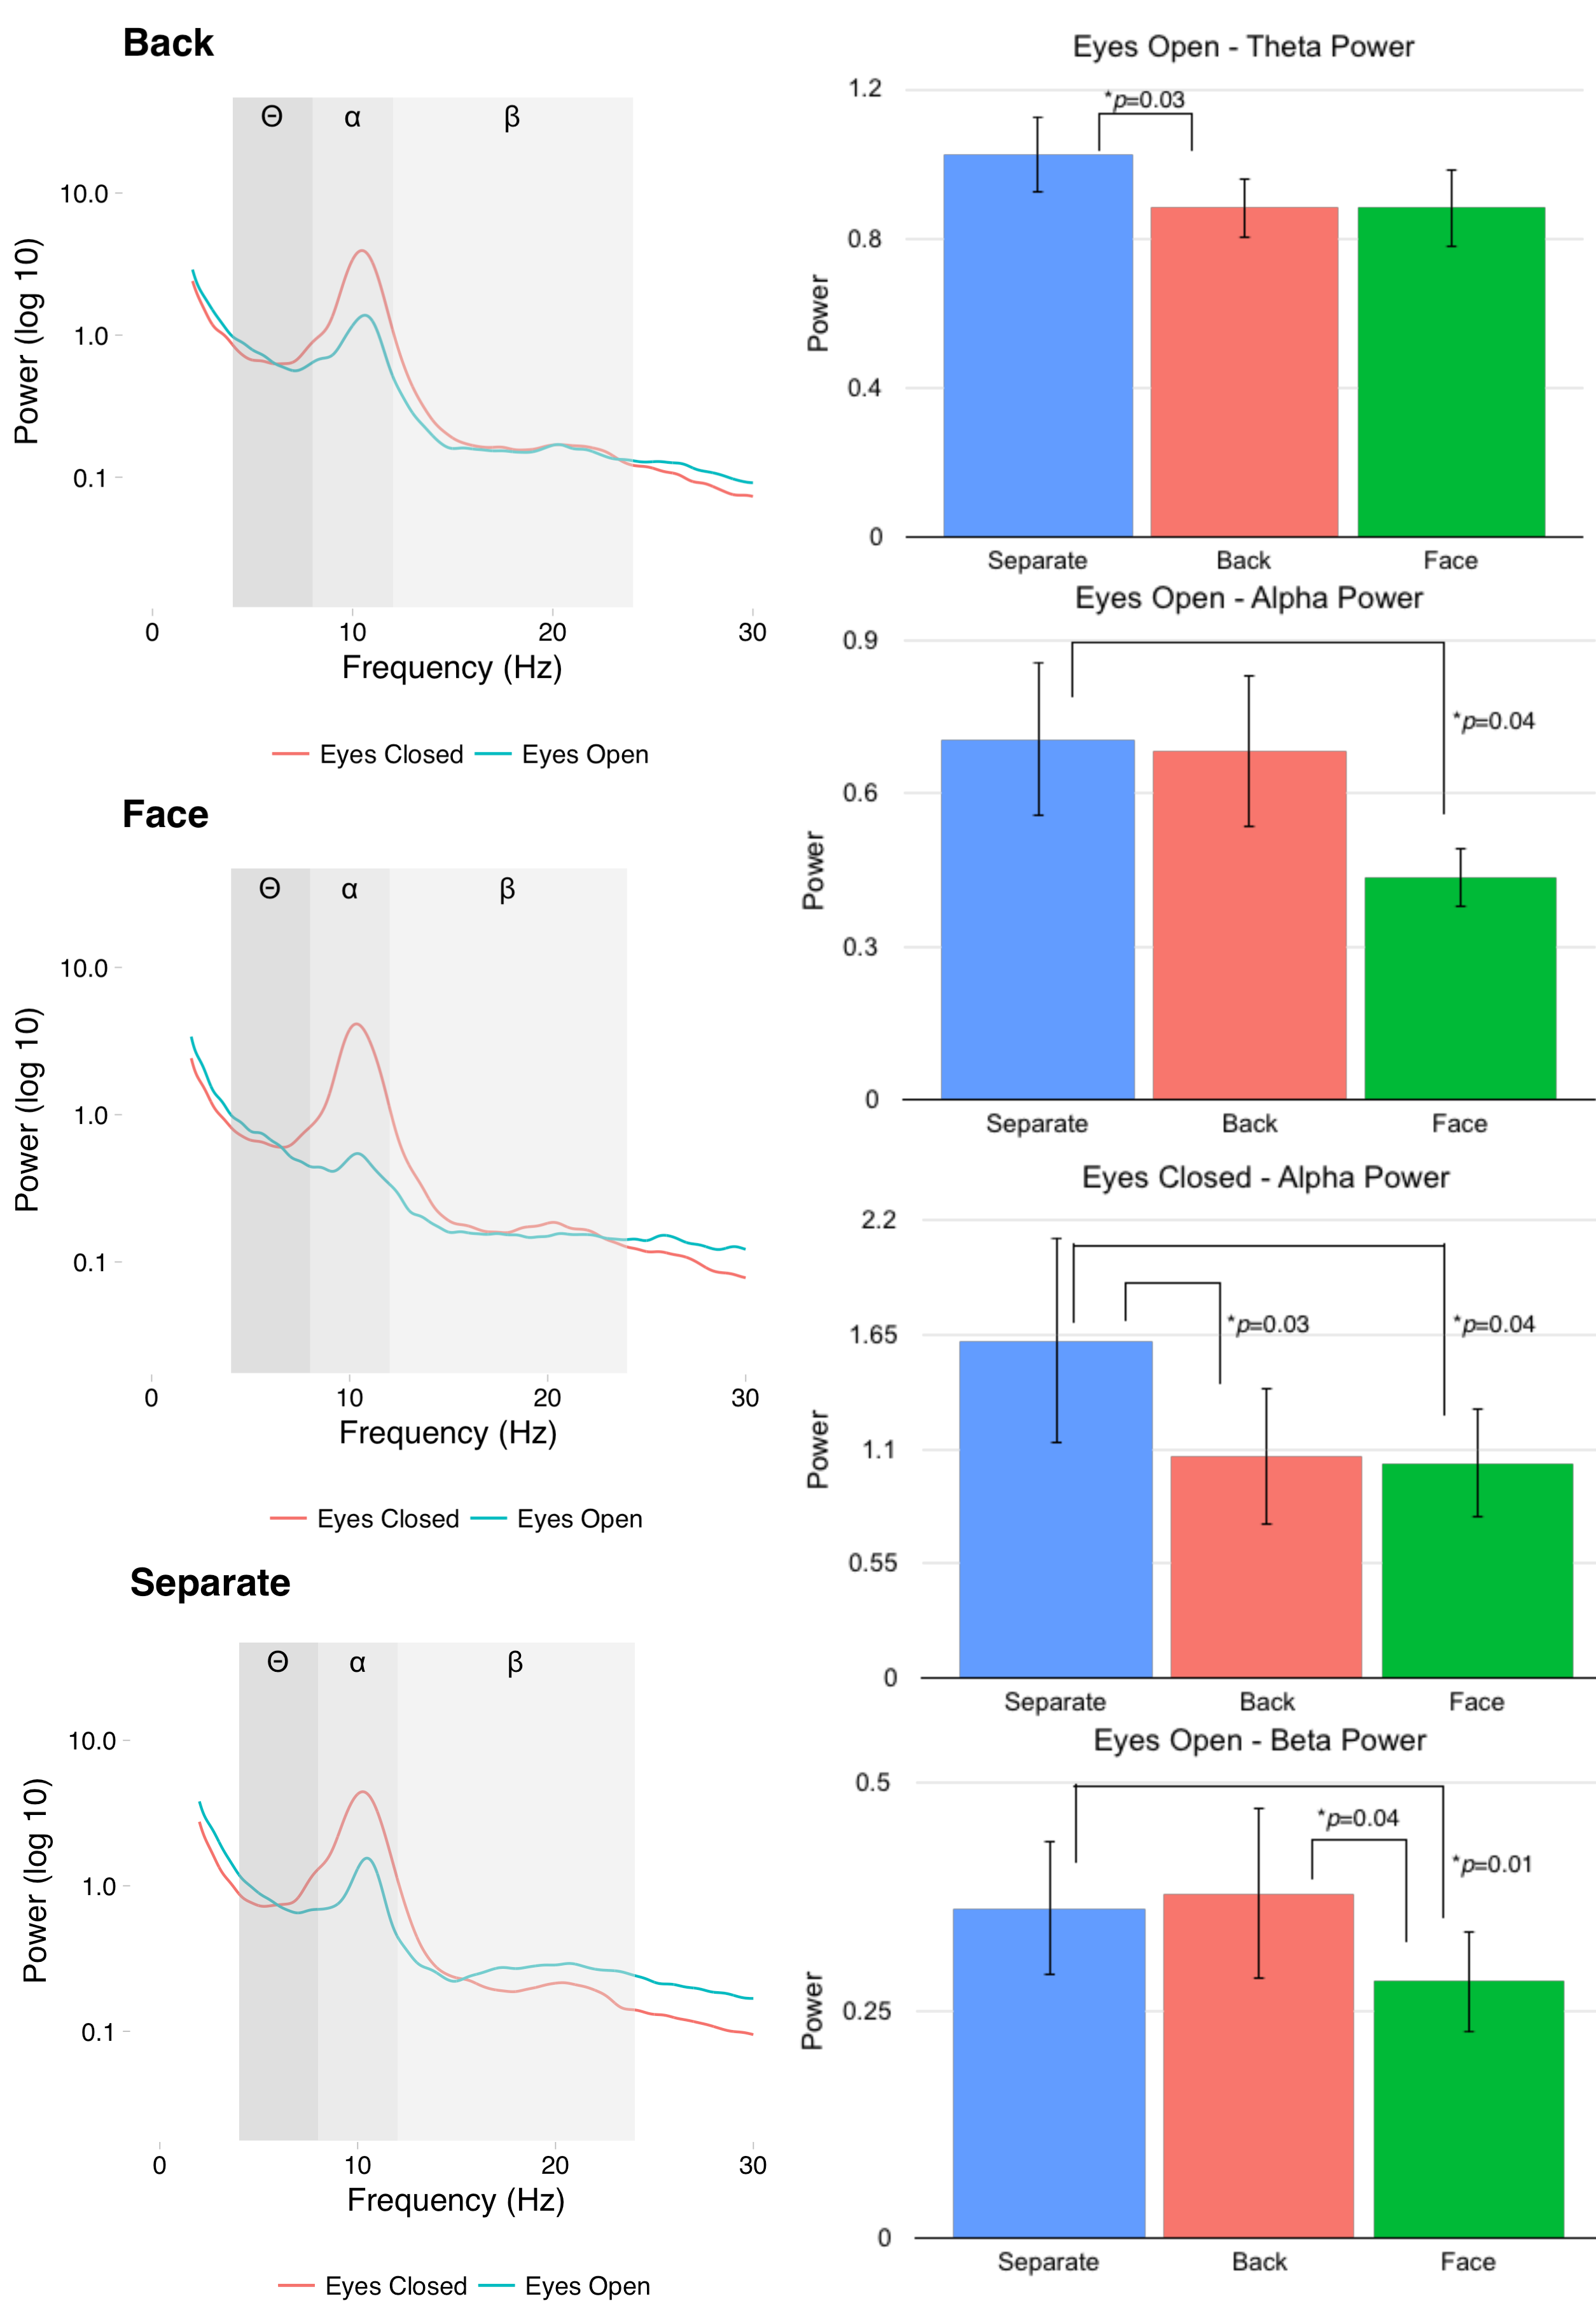 Back
Θ α β
10.0
1.0
0.1
Power (log 10)
0 10 20 30
Frequency (Hz)
Eyes Closed Eyes Open
Face
Θ α β
10.0
1.0
0.1
Power (log 10)
0 10 20 30
Frequency (Hz)
Eyes Closed Eyes Open
Separate
Θ α β
10.0
1.0
0.1
Power (log 10)
0 10 20 30
Frequency (Hz)
Eyes Closed Eyes Open
Eyes Open - Theta Power
1.2
*p=0.03
0.8
0.4
0
Power
Separate Back Face
Eyes Open - Alpha Power
0.9
*p=0.04
0.6
0.3
0
Power
Separate Back Face
Eyes Closed - Alpha Power
2.2
*p=0.03 *p=0.04
1.65
1.1
0.55
0
Power
Separate Back Face
Eyes Open - Beta Power
0.5
*p=0.04
*p=0.01
0.25
0
Power
Separate Back Face